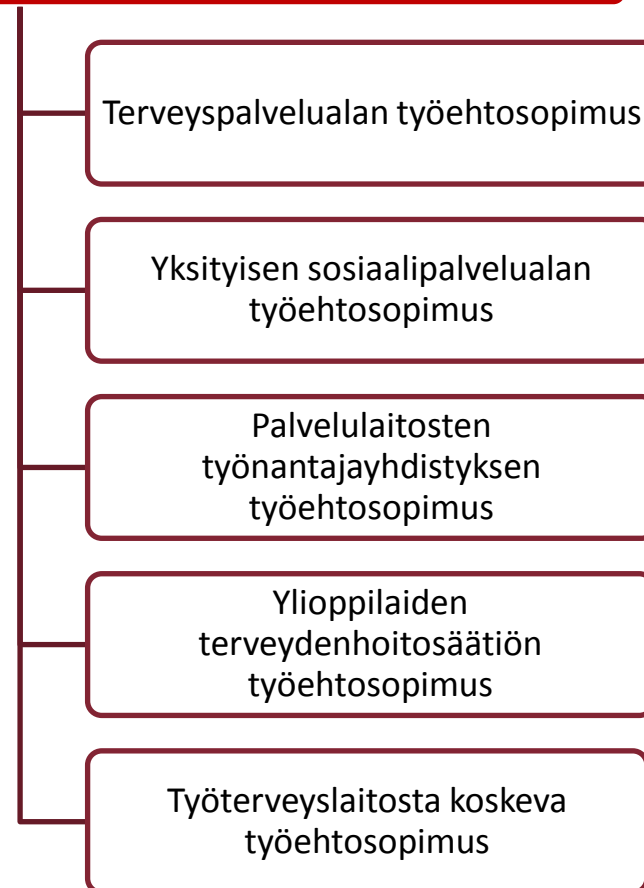 Terveyspalvelualan työehtosopimus
Yksityisen sosiaalipalvelualan
työehtosopimus
Palvelulaitosten
työnantajayhdistyksen
työehtosopimus
Ylioppilaiden
terveydenhoitosäätiön
työehtosopimus
Työterveyslaitosta koskeva
työehtosopimus